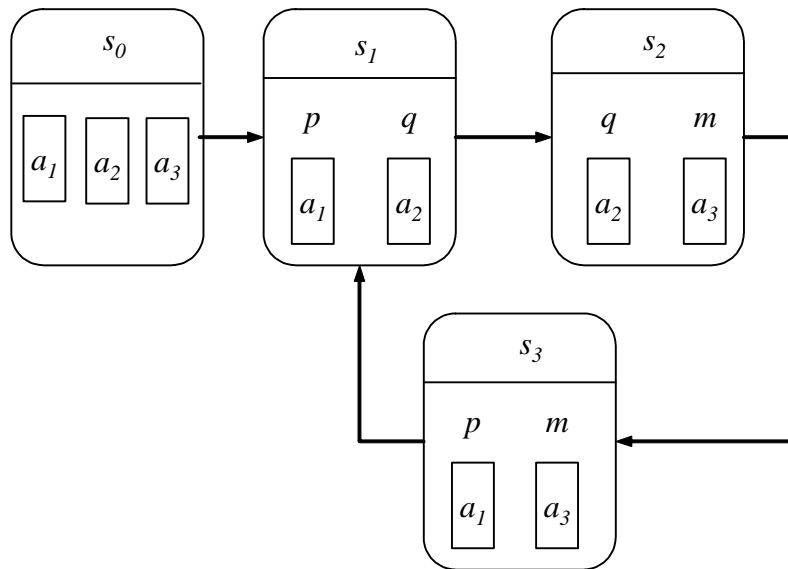 s0 s1 s2
p q q m
a1 a2 a3 a1 a2 a2 a3
s3
p m
a1 a3